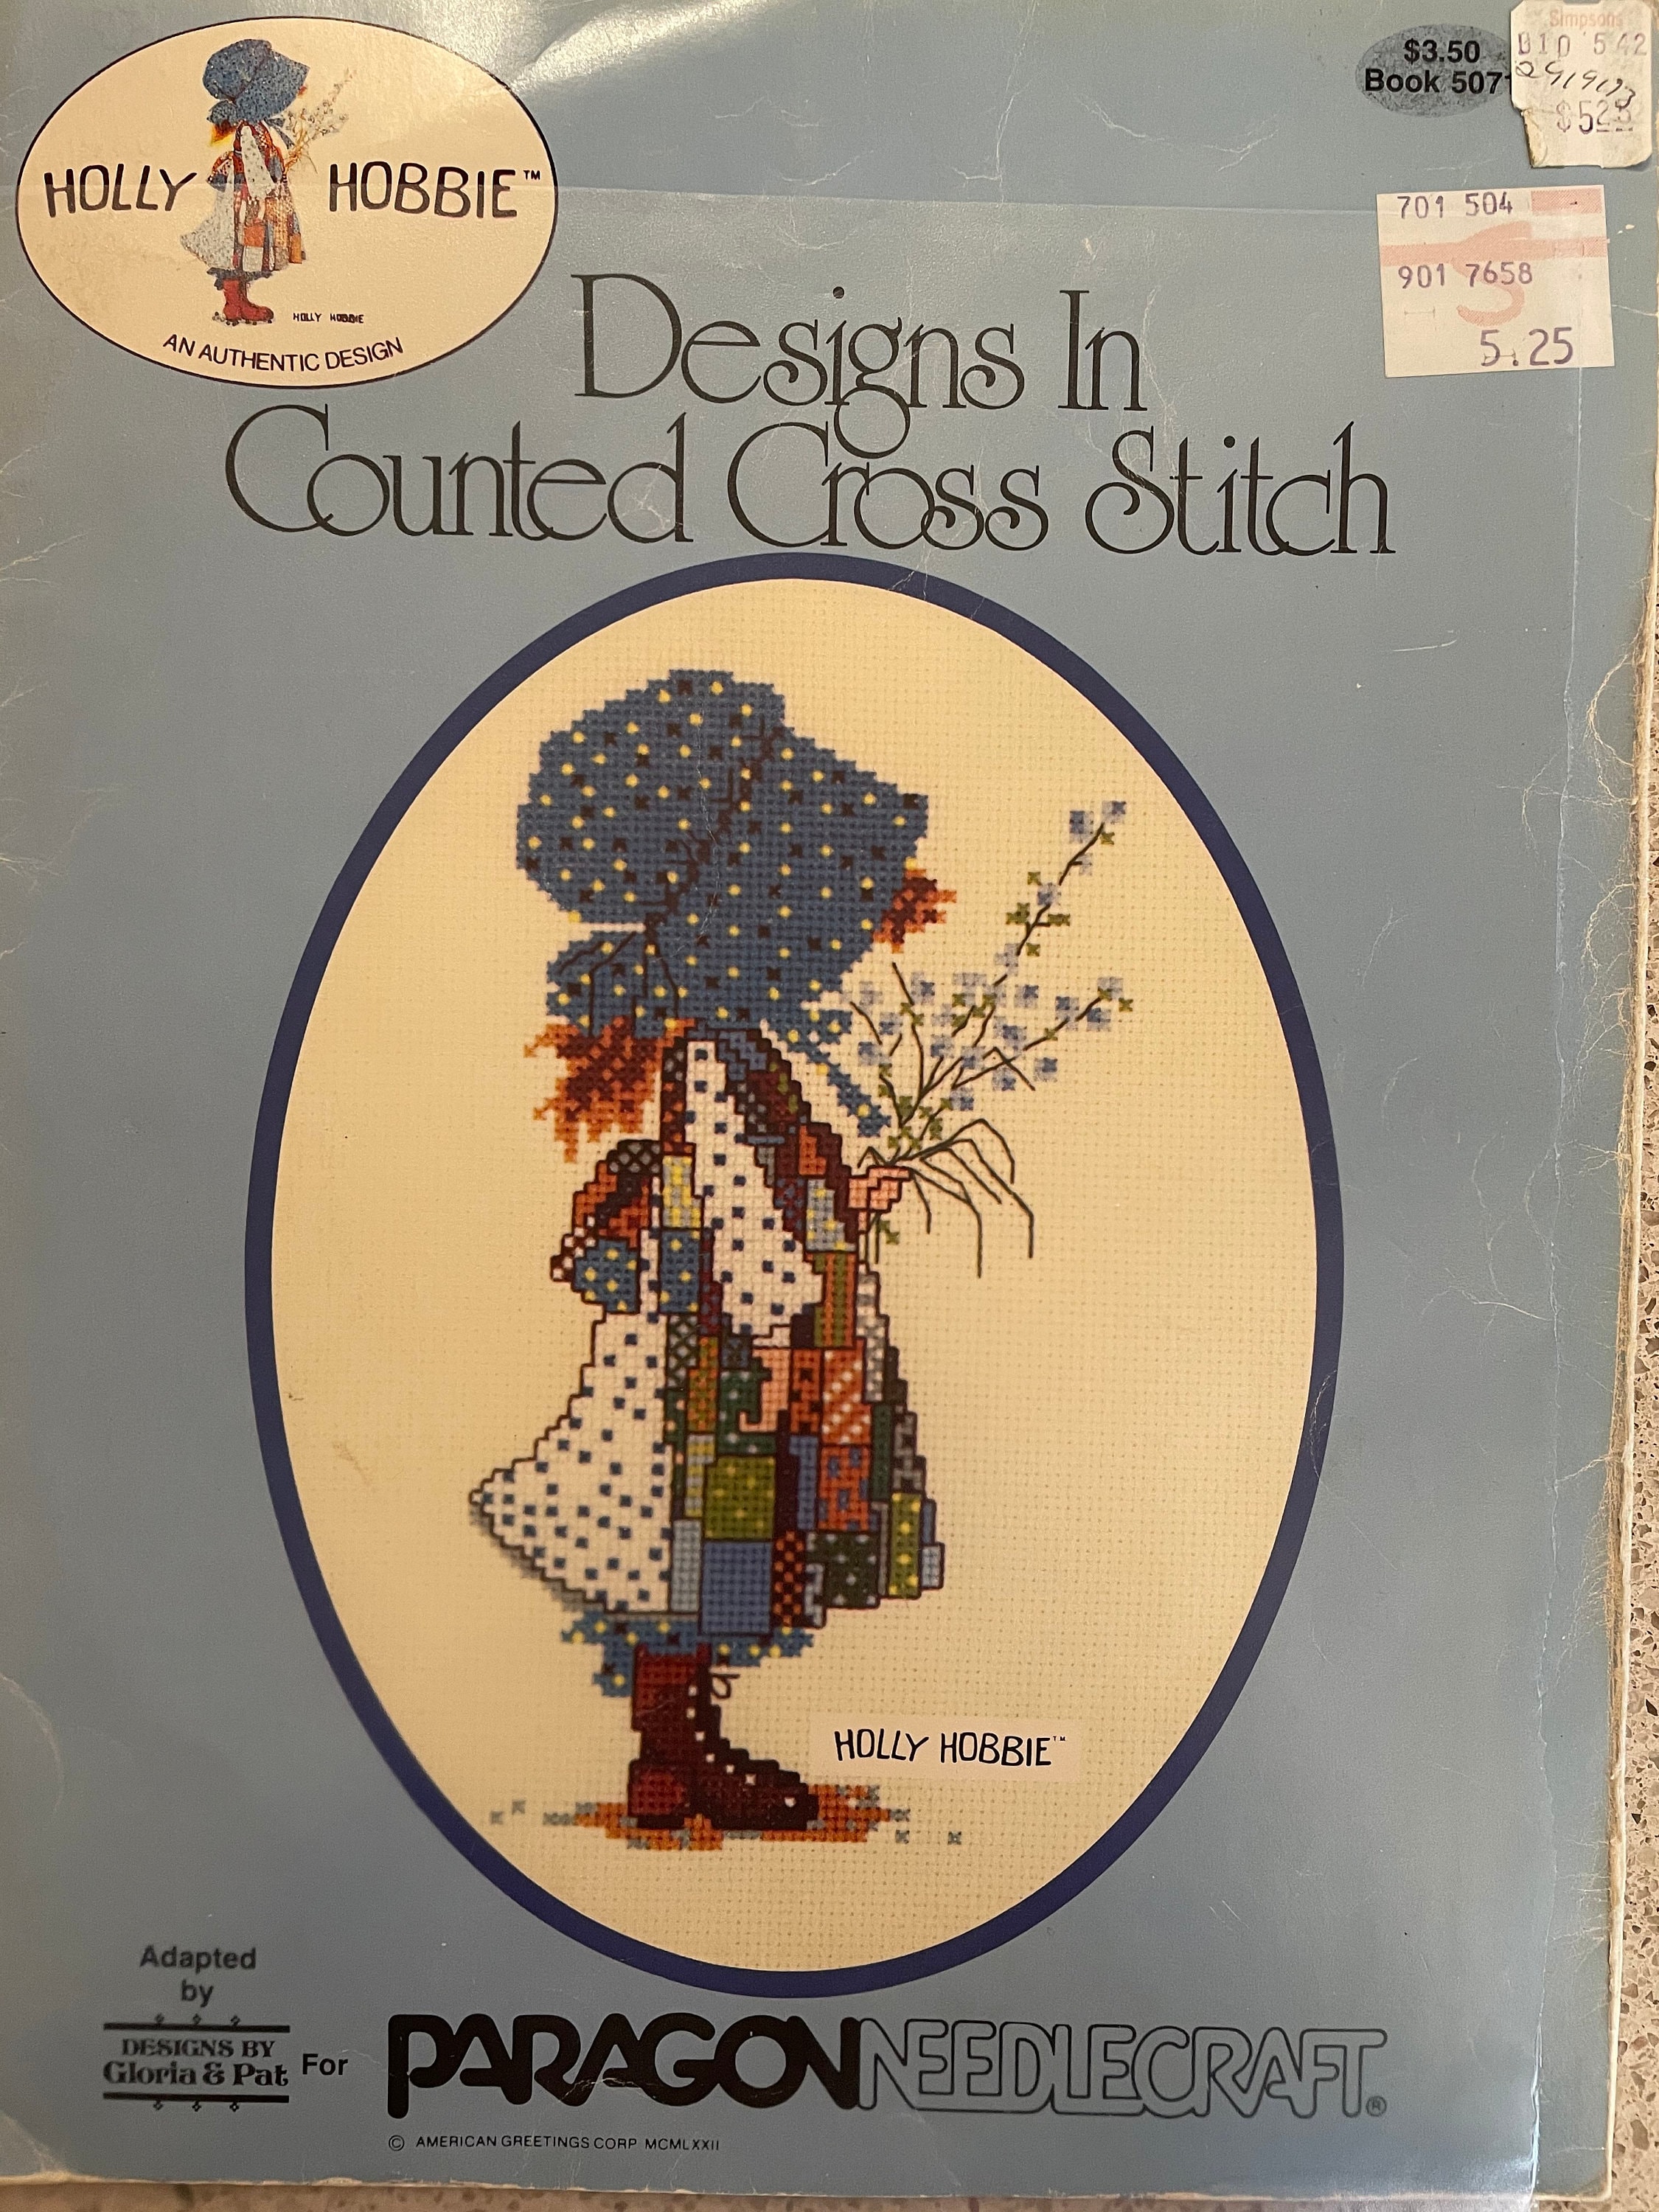 HOLLY HOBBIE™
HOLLY HOBBIE
AN AUTHENTIC DESIGN
$3.50
Book 5071
Simpsons
$5
701 504
901 7658
5.25
Designs In
Counted Cross Stitch
HOLLY HOBBIE™
Adapted
by
DESIGNS BY
Gloria & Pat
For
PARAGON NEEDLECRAFT®
© AMERICAN GREETINGS CORP MCMLXXII